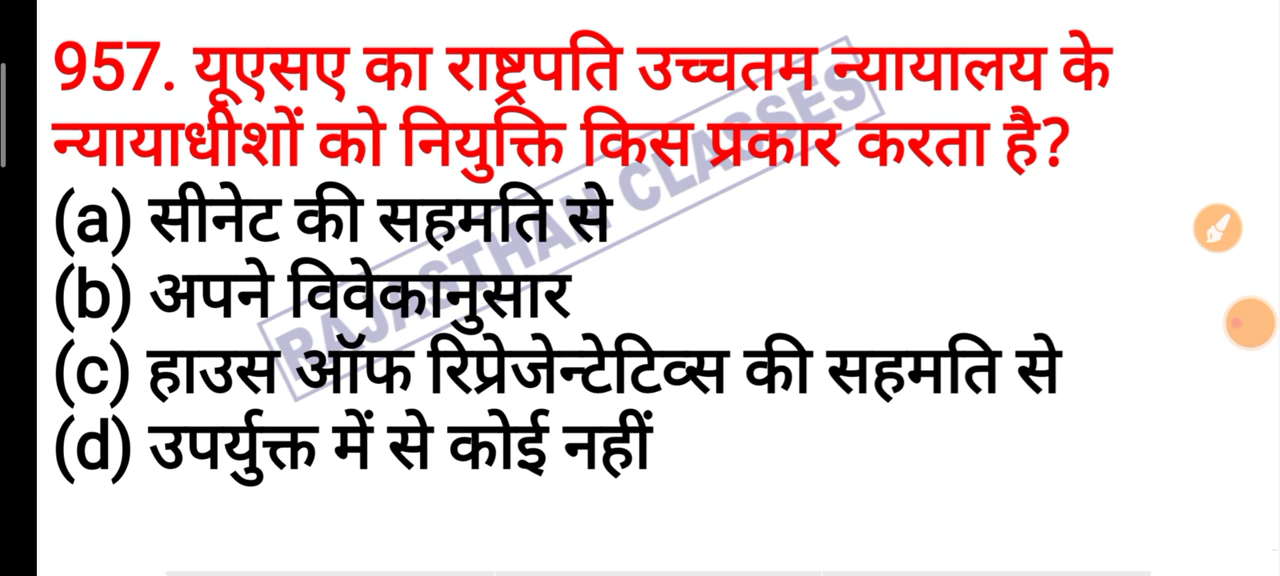 957. यूएसए का राष्ट्रपति उच्चतम न्यायालय के
न्यायाधीशों को नियुक्ति किस प्रकार करता है?
(a) सीनेट की सहमति से
(b) अपने विवेकानुसार
(c) हाउस ऑफ रिप्रेजेन्टेटिव्स की सहमति से
(d) उपर्युक्त में से कोई नहीं
RAJASTHAN CLASSES